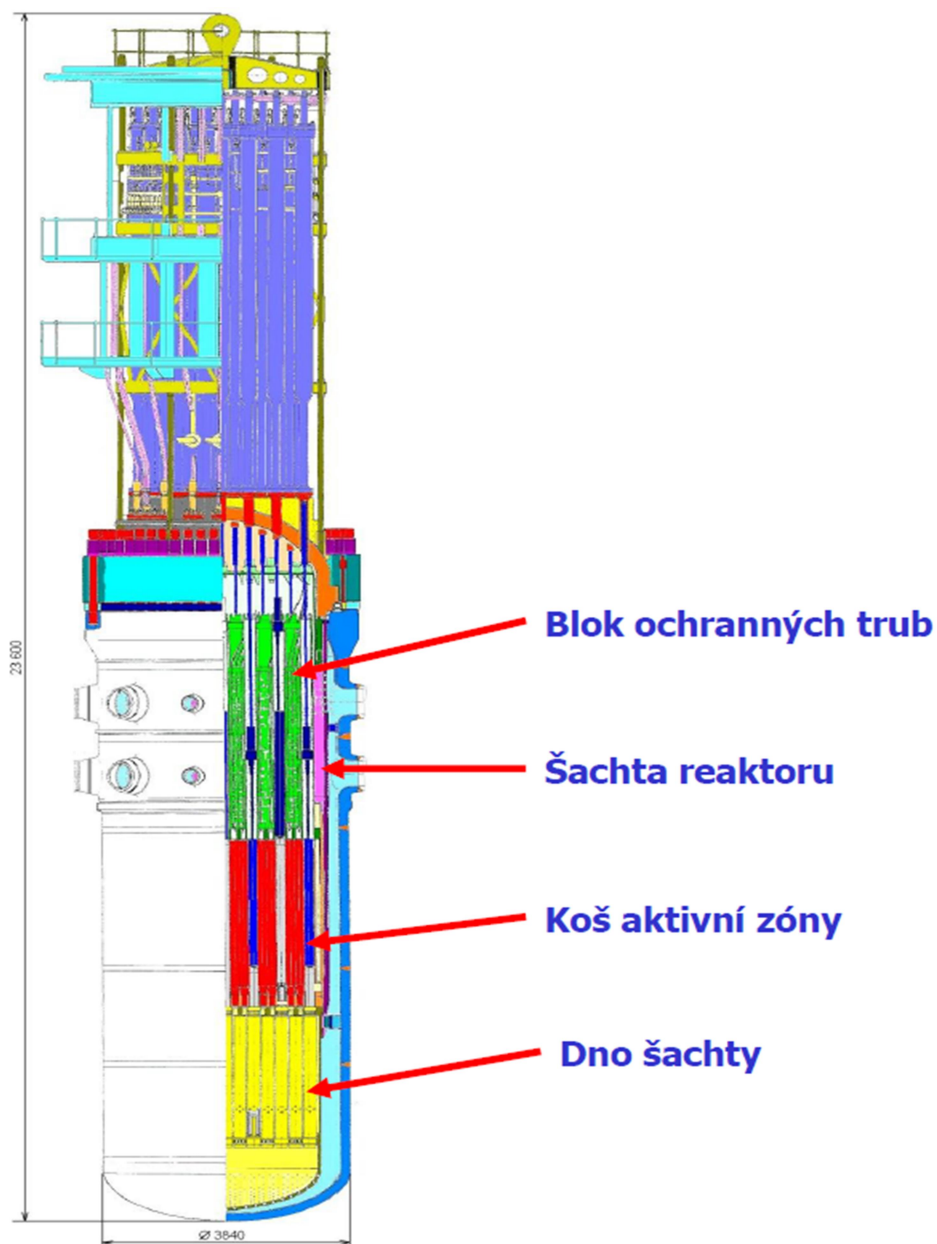 Blok ochranných trub
23 600
Šachta reaktoru
Koš aktivní zóny
Dno šachty
Ø 3840